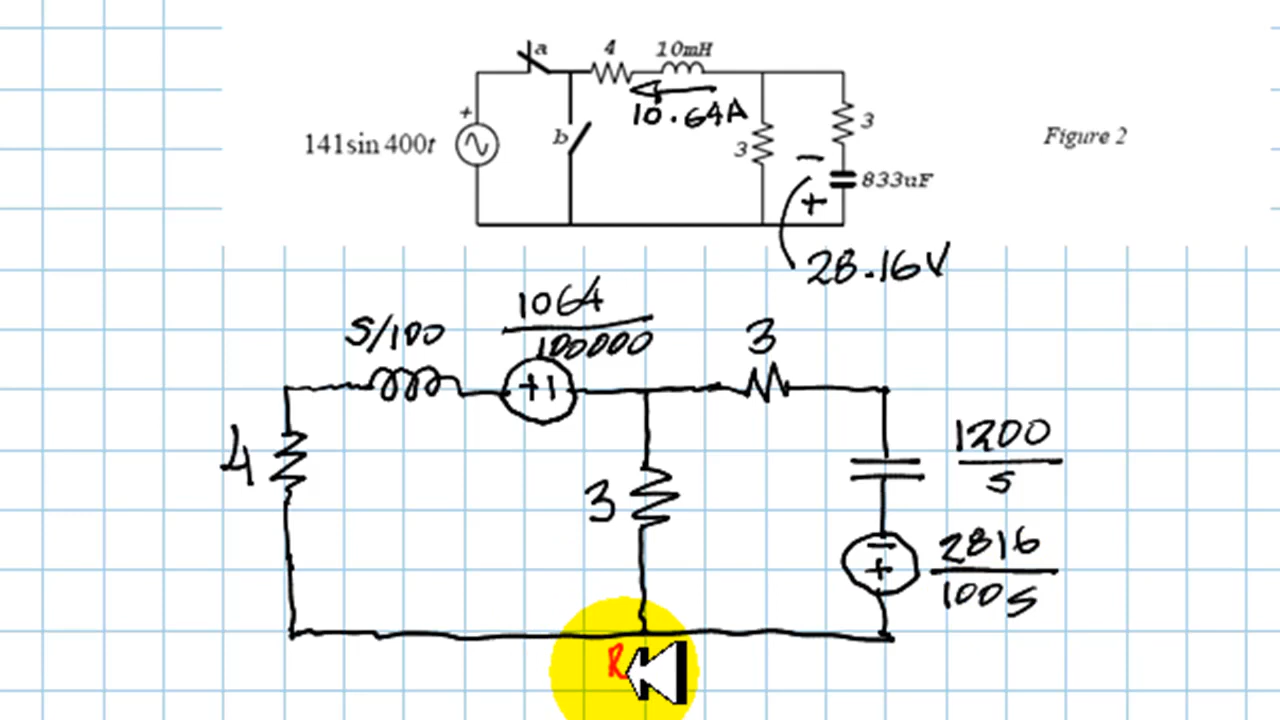 a
4
10mH
+
10.64A
141sin 400t
b
3
3
Figure 2
−
+
833uF
28.16V
1064
100000
S/100
3
+1
4
3
1200
S
−
+
2816
100S
R